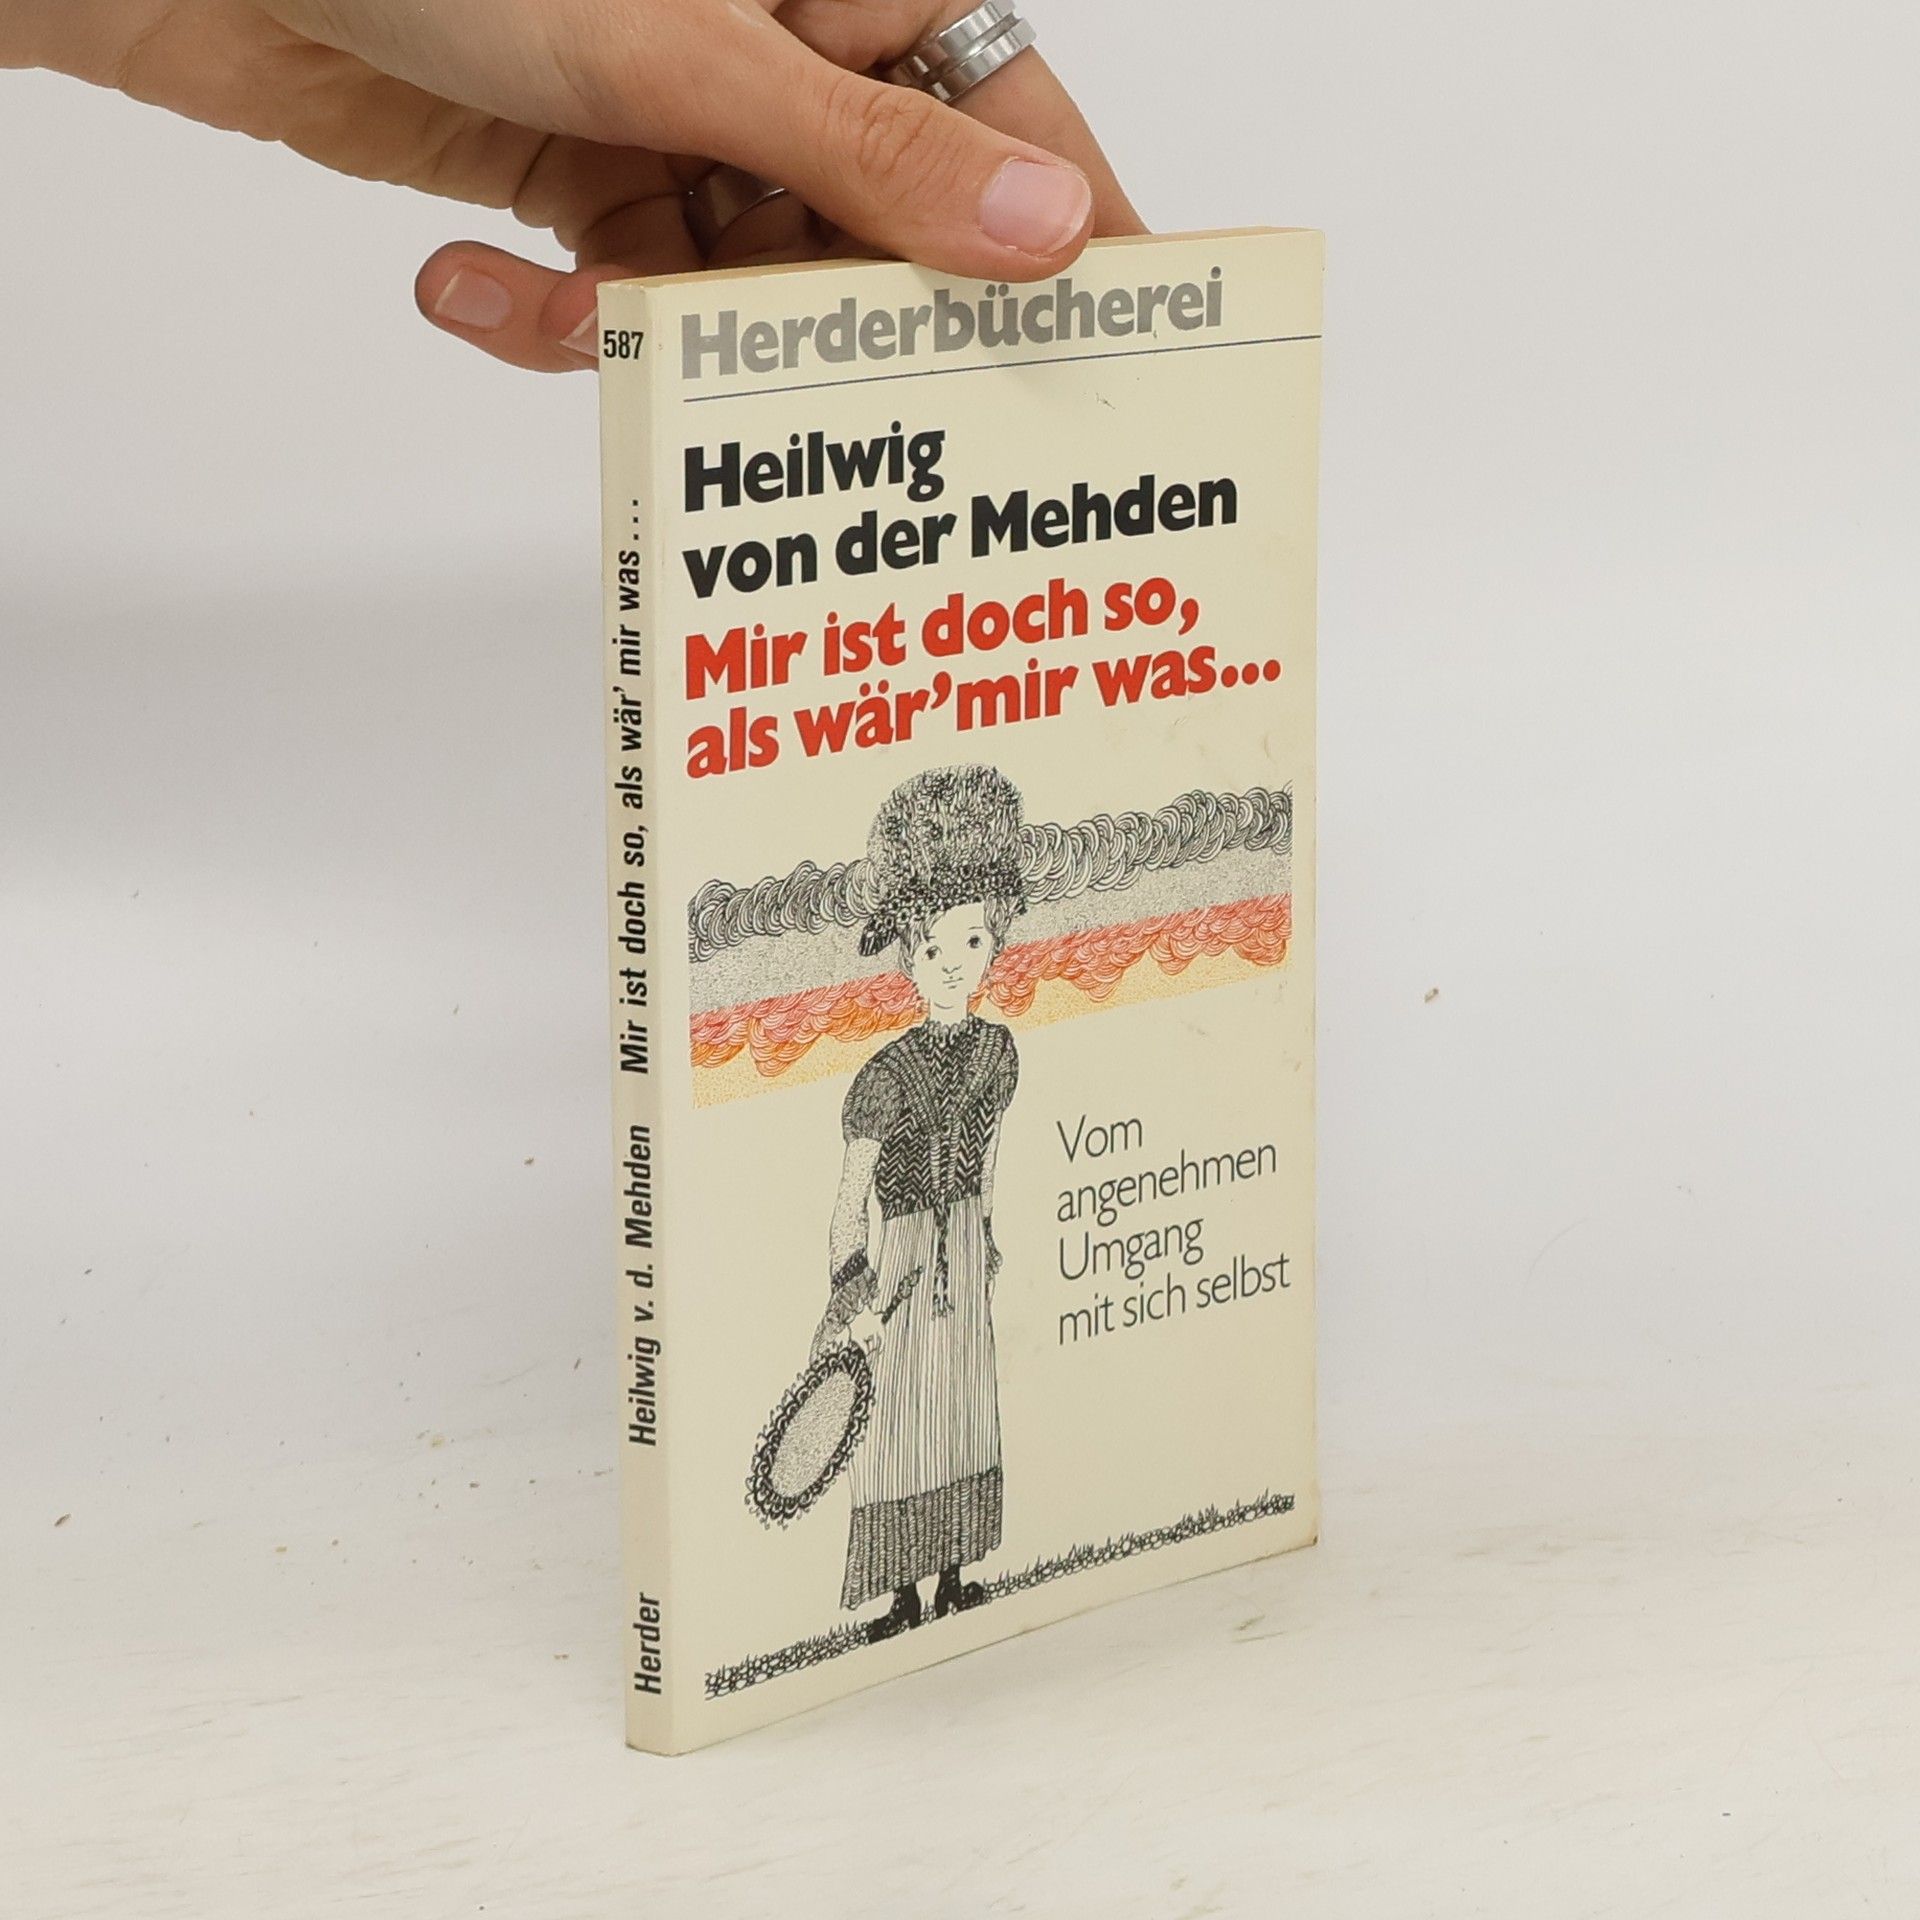 587
Mir ist doch so, als wär' mir was...
Heilwig v. d. Mehden
Herder
Herderbücherei
Heilwig
von der Mehden
Mir ist doch so,
als wär' mir was...
Vom
angenehmen
Umgang
mit sich selbst